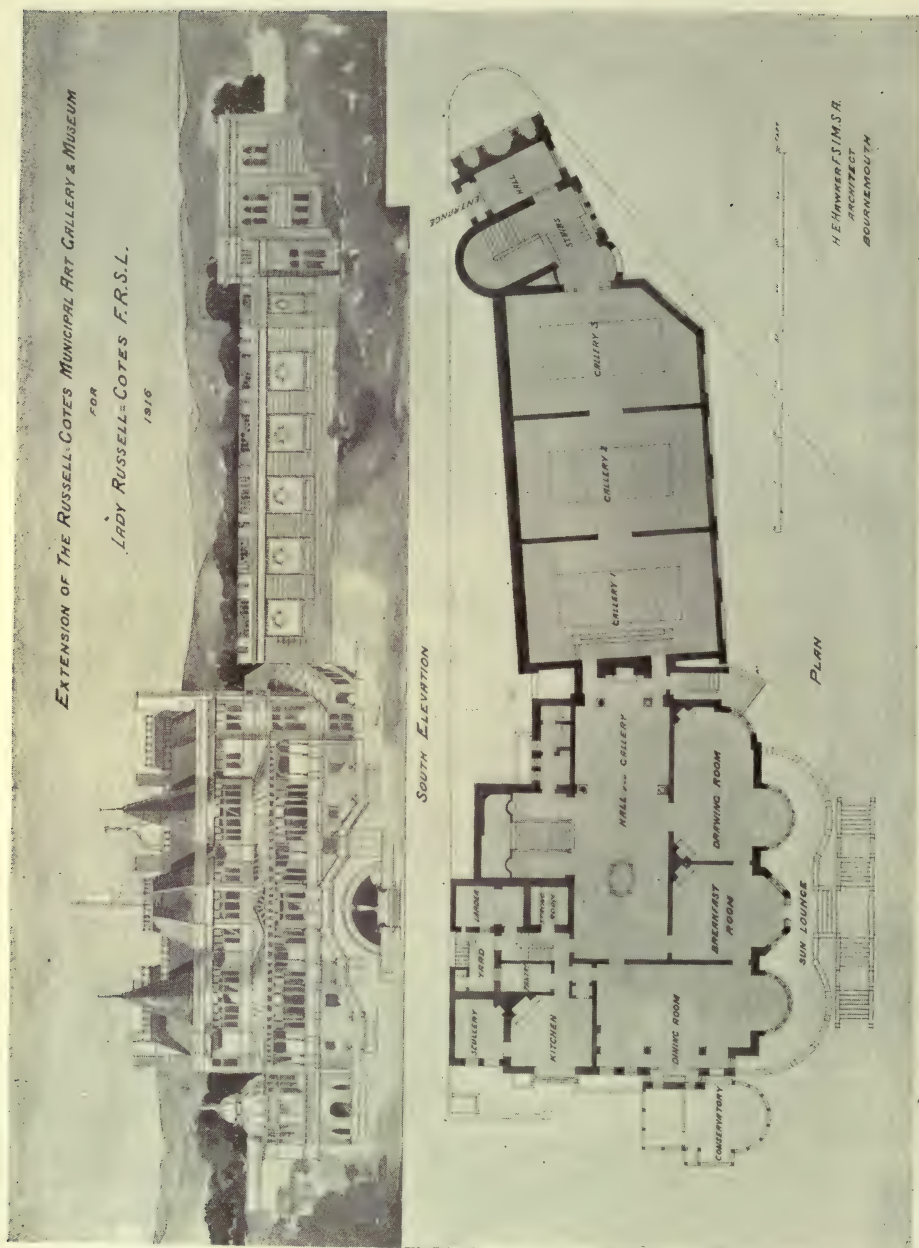 EXTENSION OF THE RUSSELL=COTES MUNICIPAL ART GALLERY & MUSEUM
FOR
LADY RUSSELL=COTES F.R.S.L.
1916
SOUTH ELEVATION
ENTRANCE
HALL
STAIRS
GALLERY 3
GALLERY 2
GALLERY 1
HALL AND GALLERY
LARDER
STRONG ROOM
YARD
SCULLERY
KITCHEN
DINING ROOM
BREAKFAST
ROOM
DRAWING ROOM
SUN LOUNGE
CONSERVATORY
PLAN
H E HAWKER F.S.I M.S.A.
ARCHITECT
BOURNEMOUTH